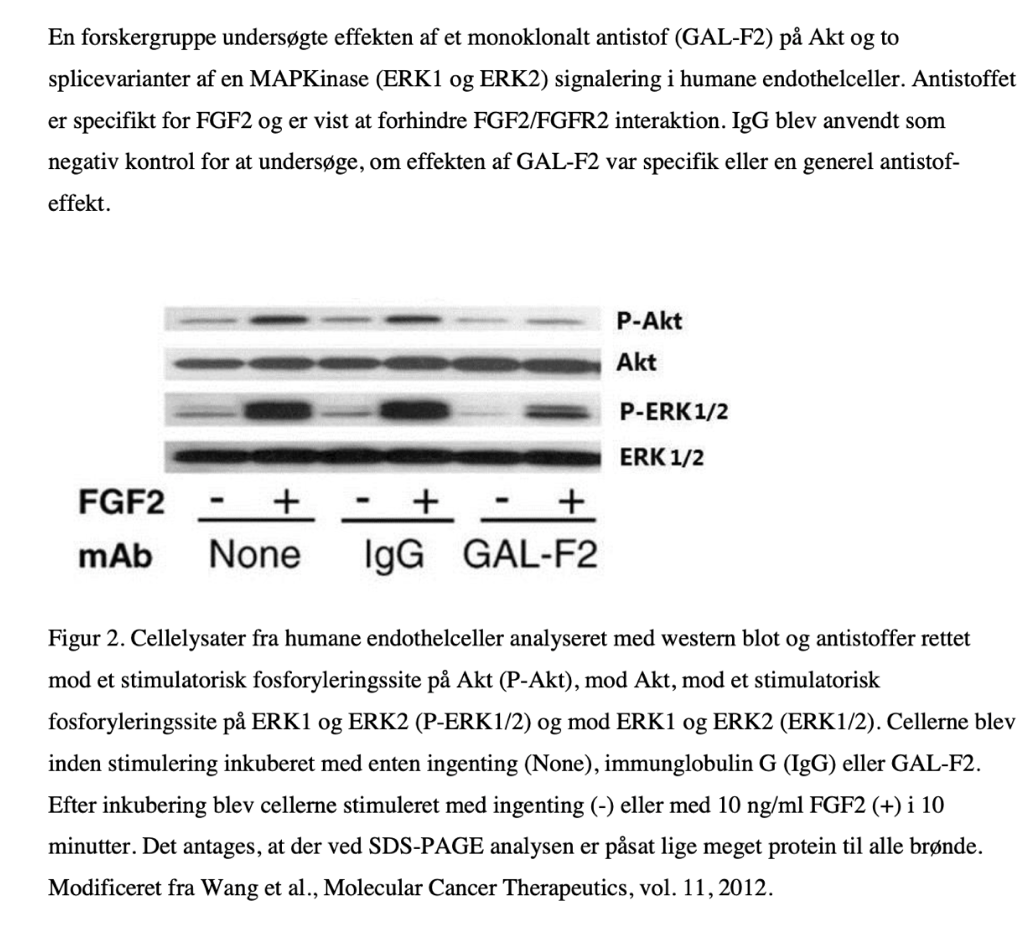 En forskergruppe undersøgte effekten af et monoklonalt antistof (GAL-F2) på Akt og to
splicevarianter af en MAPKinase (ERK1 og ERK2) signalering i humane endothelceller. Antistoffet
er specifikt for FGF2 og er vist at forhindre FGF2/FGFR2 interaktion. IgG blev anvendt som
negativ kontrol for at undersøge, om effekten af GAL-F2 var specifik eller en generel antistof-
effekt.
P-Akt
Akt
P-ERK1/2
ERK 1/2
FGF2 - + - + - +
mAb None IgG GAL-F2
Figur 2. Cellelysater fra humane endothelceller analyseret med western blot og antistoffer rettet
mod et stimulatorisk fosforyleringssite på Akt (P-Akt), mod Akt, mod et stimulatorisk
fosforyleringssite på ERK1 og ERK2 (P-ERK1/2) og mod ERK1 og ERK2 (ERK1/2). Cellerne blev
inden stimulering inkuberet med enten ingenting (None), immunglobulin G (IgG) eller GAL-F2.
Efter inkubering blev cellerne stimuleret med ingenting (-) eller med 10 ng/ml FGF2 (+) i 10
minutter. Det antages, at der ved SDS-PAGE analysen er påsat lige meget protein til alle brønde.
Modificeret fra Wang et al., Molecular Cancer Therapeutics, vol. 11, 2012.